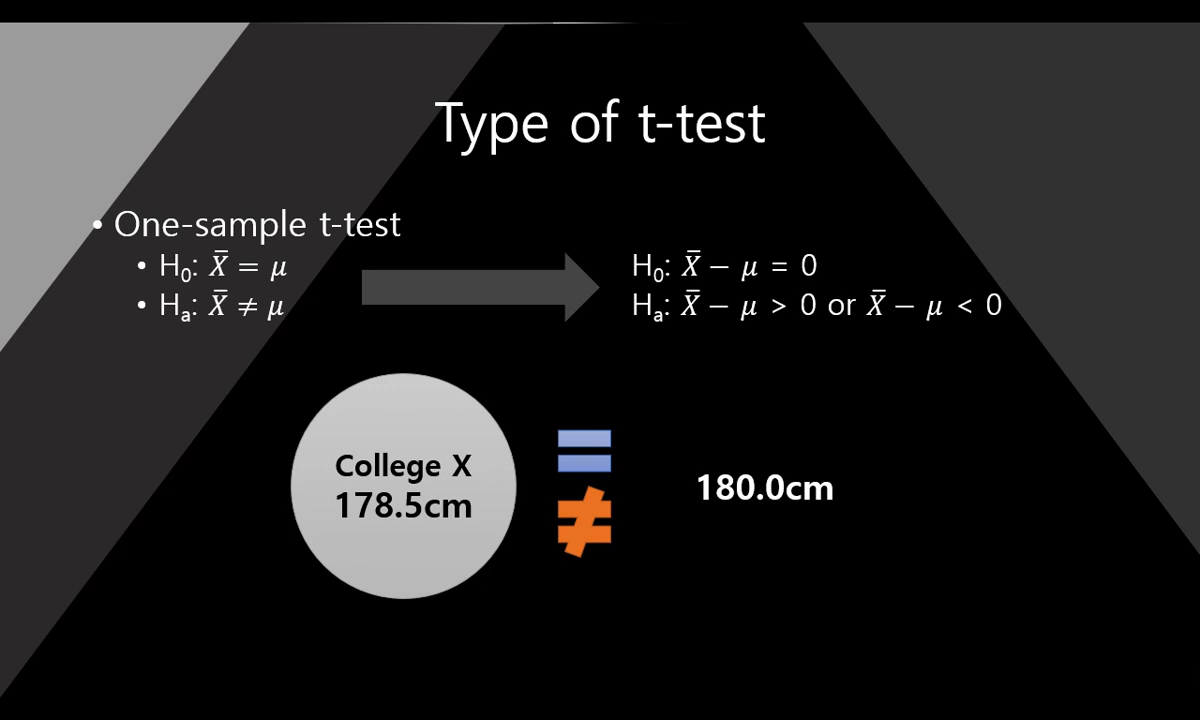 Type of t-test
• One-sample t-test
• H₀: X̄ = μ
• Hₐ: X̄ ≠ μ
H₀: X̄ − μ = 0
Hₐ: X̄ − μ > 0 or X̄ − μ < 0
College X
178.5cm
=
≠
180.0cm